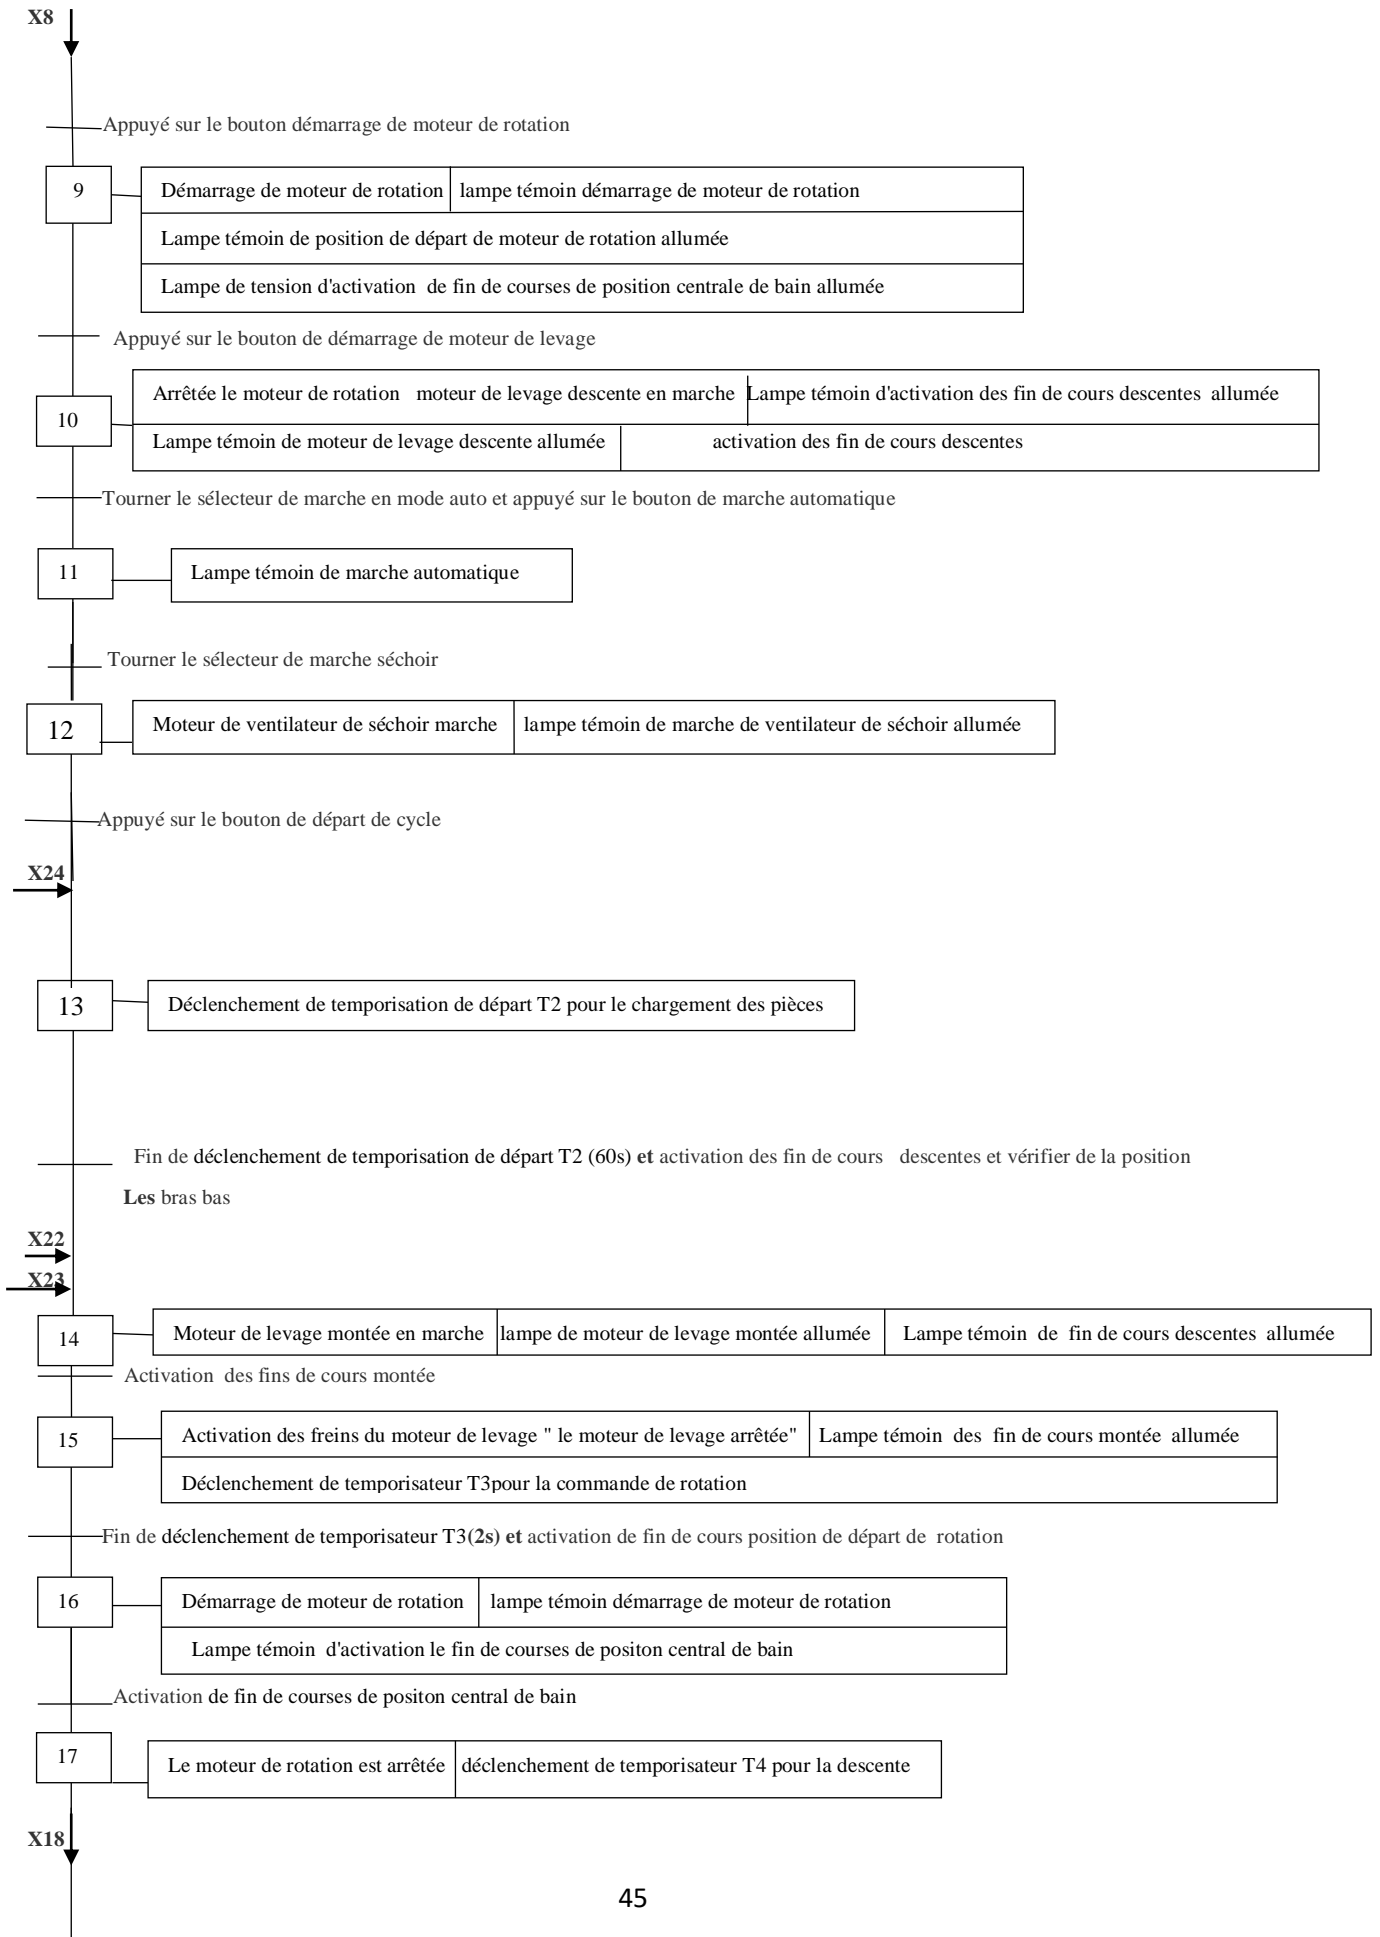 X8
Appuyé sur le bouton démarrage de moteur de rotation
9
Démarrage de moteur de rotation lampe témoin démarrage de moteur de rotation
Lampe témoin de position de départ de moteur de rotation allumée
Lampe de tension d'activation de fin de courses de position centrale de bain allumée
Appuyé sur le bouton de démarrage de moteur de levage
Arrêtée le moteur de rotation moteur de levage descente en marche Lampe témoin d'activation des fin de cours descentes allumée
10
Lampe témoin de moteur de levage descente allumée activation des fin de cours descentes
Tourner le sélecteur de marche en mode auto et appuyé sur le bouton de marche automatique
11 Lampe témoin de marche automatique
Tourner le sélecteur de marche séchoir
12 Moteur de ventilateur de séchoir marche lampe témoin de marche de ventilateur de séchoir allumée
Appuyé sur le bouton de départ de cycle
X24
13 Déclenchement de temporisation de départ T2 pour le chargement des pièces
Fin de déclenchement de temporisation de départ T2 (60s) et activation des fin de cours descentes et vérifier de la position
Les bras bas
X22
X23
14 Moteur de levage montée en marche lampe de moteur de levage montée allumée Lampe témoin de fin de cours descentes allumée
Activation des fins de cours montée
15 Activation des freins du moteur de levage " le moteur de levage arrêtée" Lampe témoin des fin de cours montée allumée
Déclenchement de temporisateur T3pour la commande de rotation
Fin de déclenchement de temporisateur T3(2s) et activation de fin de cours position de départ de rotation
16 Démarrage de moteur de rotation lampe témoin démarrage de moteur de rotation
Lampe témoin d'activation le fin de courses de positon central de bain
Activation de fin de courses de positon central de bain
17 Le moteur de rotation est arrêtée déclenchement de temporisateur T4 pour la descente
X18
45